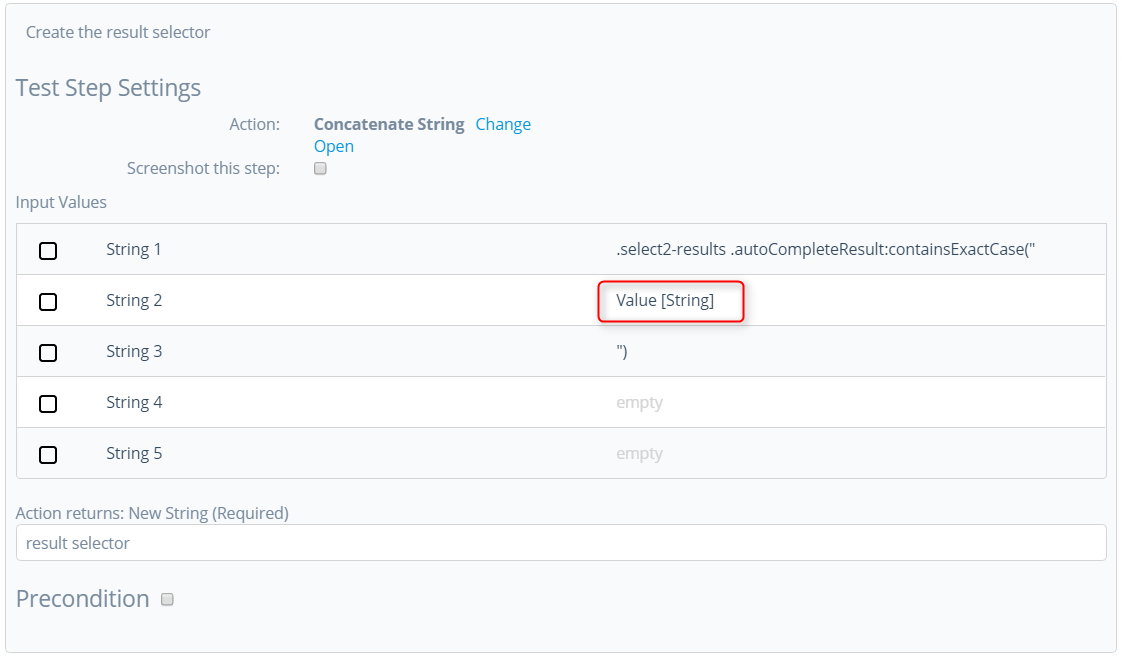 Create the result selector
Test Step Settings
Action: Concatenate String Change
Open
Screenshot this step:
Input Values
String 1 .select2-results .autoCompleteResult:containsExactCase("
String 2 Value [String]
String 3 ")
String 4 empty
String 5 empty
Action returns: New String (Required)
result selector
Precondition